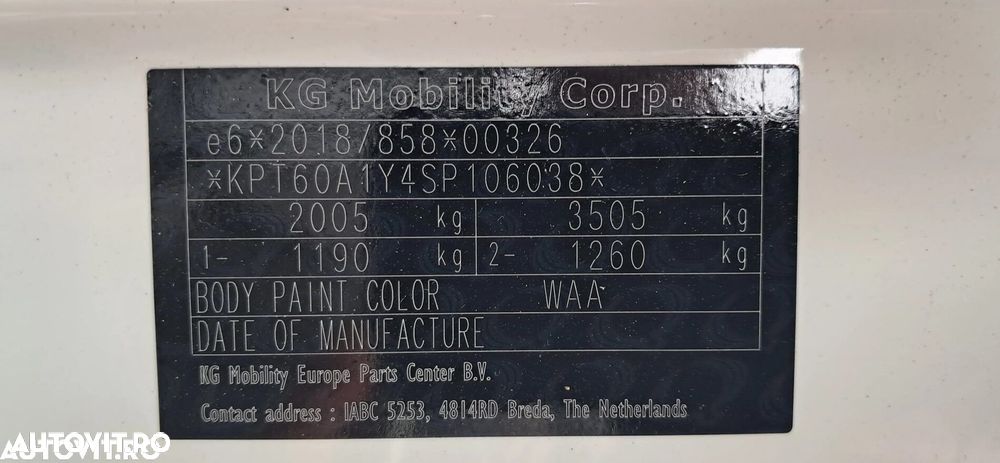 KG Mobility Corp.
e6*2018/858*00326
*KPT60A1Y4SP106038*
2005 kg 3505 kg
1- 1190 kg 2- 1260 kg
BODY PAINT COLOR WAA
DATE OF MANUFACTURE
KG Mobility Europe Parts Center B.V.
Contact address : IABC 5253, 4814RD Breda, The Netherlands
AUTOVIT.RO
AUTOVIT.RO